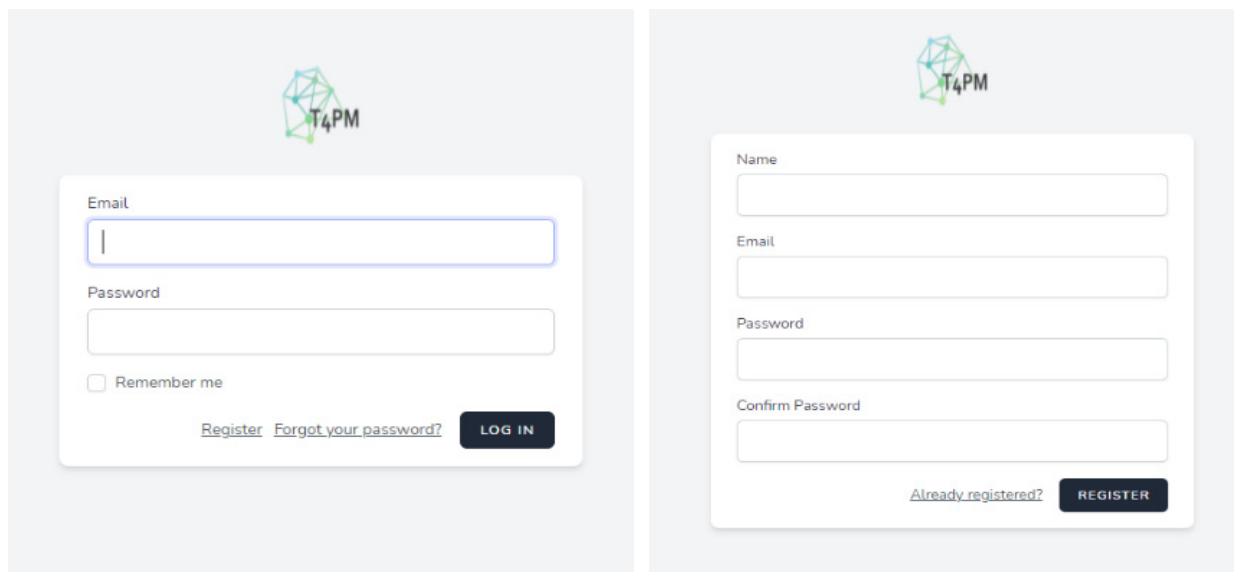 T4PM
Email
Password
Remember me
Register Forgot your password? LOG IN
T4PM
Name
Email
Password
Confirm Password
Already registered? REGISTER